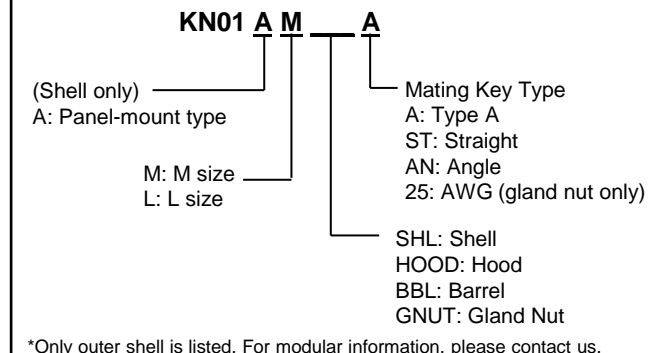 KN01 A M ___ A
(Shell only)
A: Panel-mount type
M: M size
L: L size
Mating Key Type
A: Type A
ST: Straight
AN: Angle
25: AWG (gland nut only)
SHL: Shell
HOOD: Hood
BBL: Barrel
GNUT: Gland Nut
*Only outer shell is listed. For modular information, please contact us.